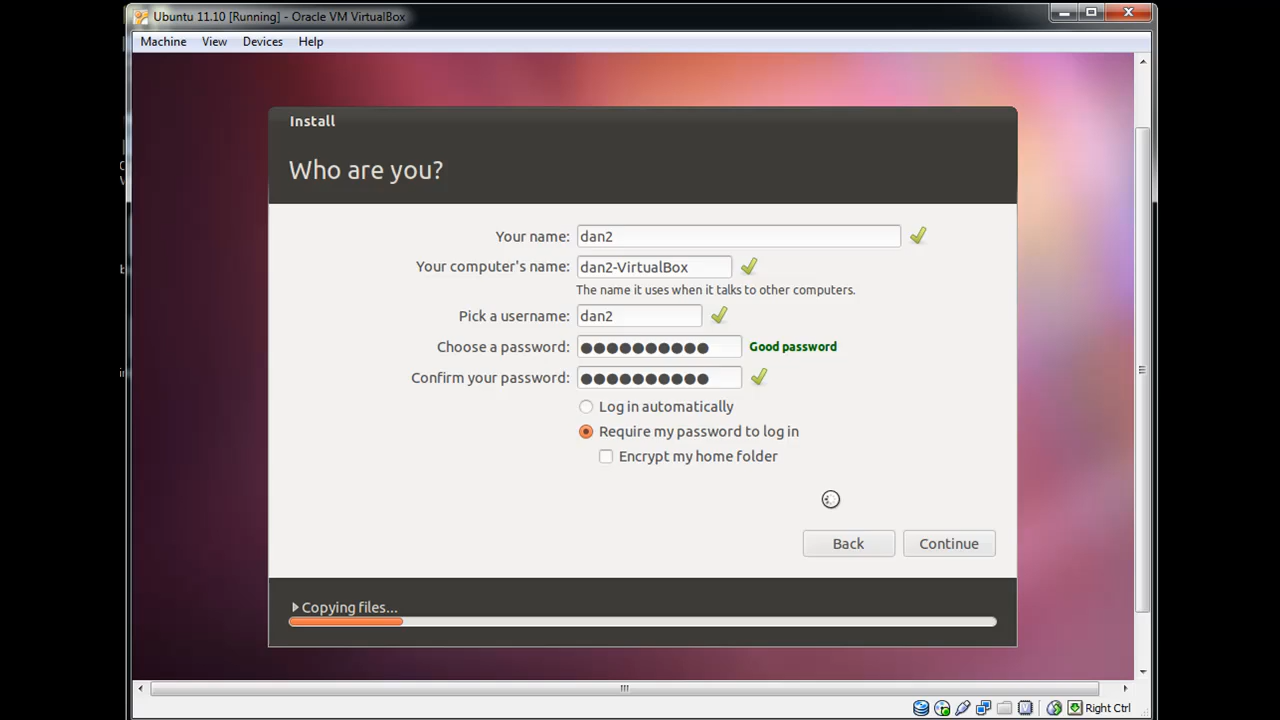 Ubuntu 11.10 [Running] - Oracle VM VirtualBox
Machine View Devices Help
Install
Who are you?
Your name: dan2
Your computer's name: dan2-VirtualBox
The name it uses when it talks to other computers.
Pick a username: dan2
Choose a password: ●●●●●●●●●● Good password
Confirm your password: ●●●●●●●●●●
Log in automatically
Require my password to log in
Encrypt my home folder
Back Continue
Copying files...
Right Ctrl